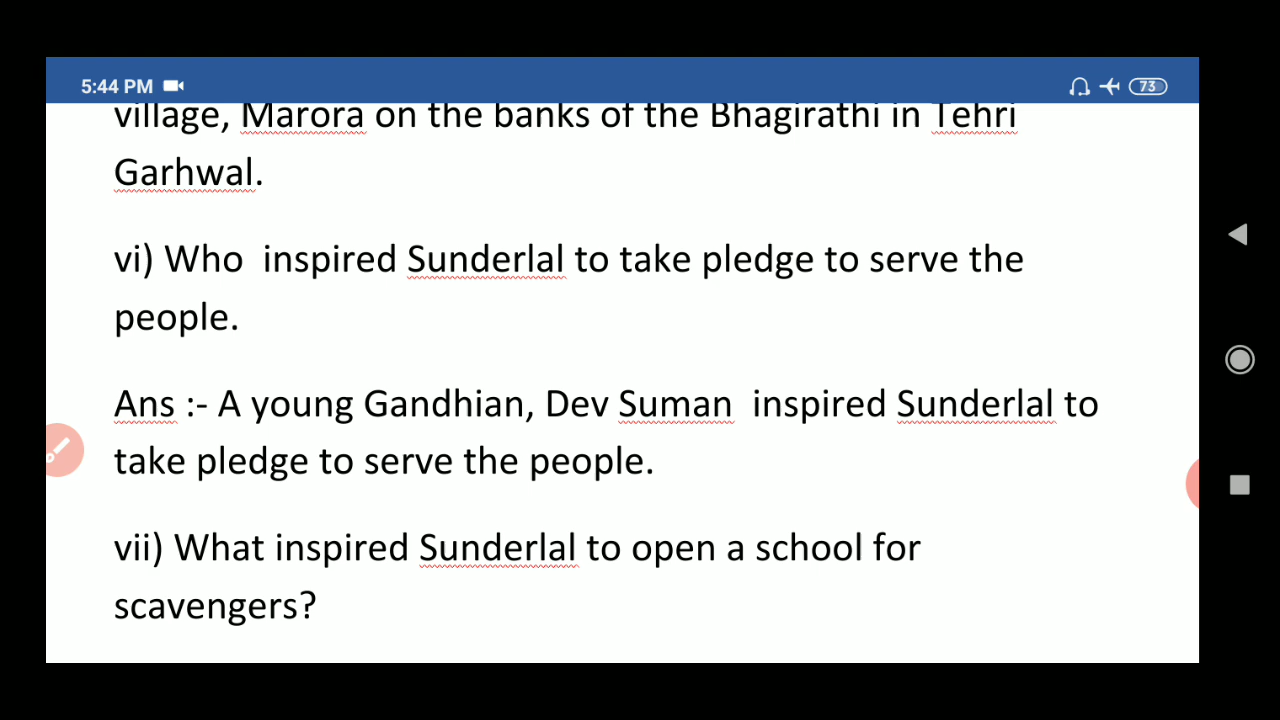 5:44 PM
73
village, Marora on the banks of the Bhagirathi in Tehri
Garhwal.
vi) Who  inspired Sunderlal to take pledge to serve the
people.
Ans :- A young Gandhian, Dev Suman  inspired Sunderlal to
take pledge to serve the people.
vii) What inspired Sunderlal to open a school for
scavengers?